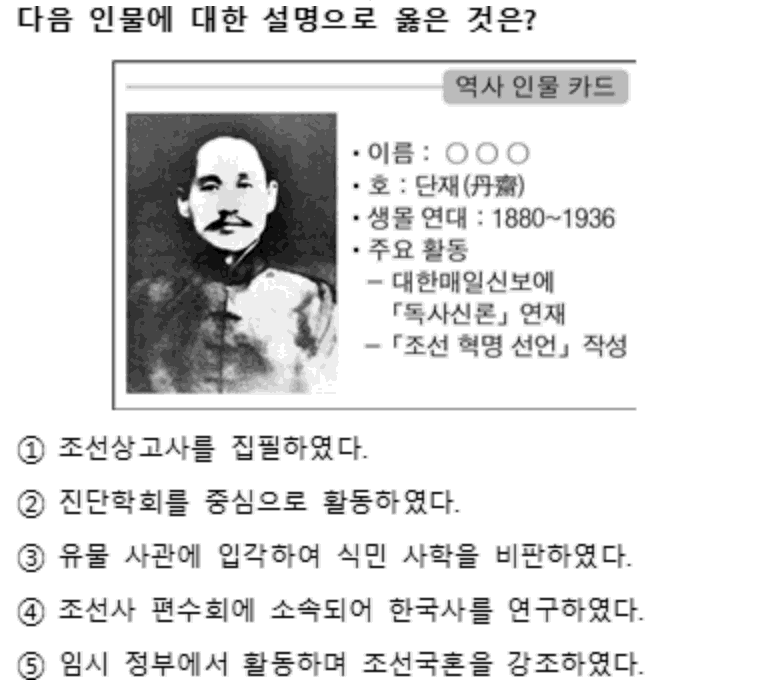 다음 인물에 대한 설명으로 옳은 것은?
역사 인물 카드
• 이름 : ○ ○ ○
• 호 : 단재(丹齋)
• 생몰 연대 : 1880~1936
• 주요 활동
– 대한매일신보에
「독사신론」 연재
– 「조선 혁명 선언」 작성
① 조선상고사를 집필하였다.
② 진단학회를 중심으로 활동하였다.
③ 유물 사관에 입각하여 식민 사학을 비판하였다.
④ 조선사 편수회에 소속되어 한국사를 연구하였다.
⑤ 임시 정부에서 활동하며 조선국혼을 강조하였다.